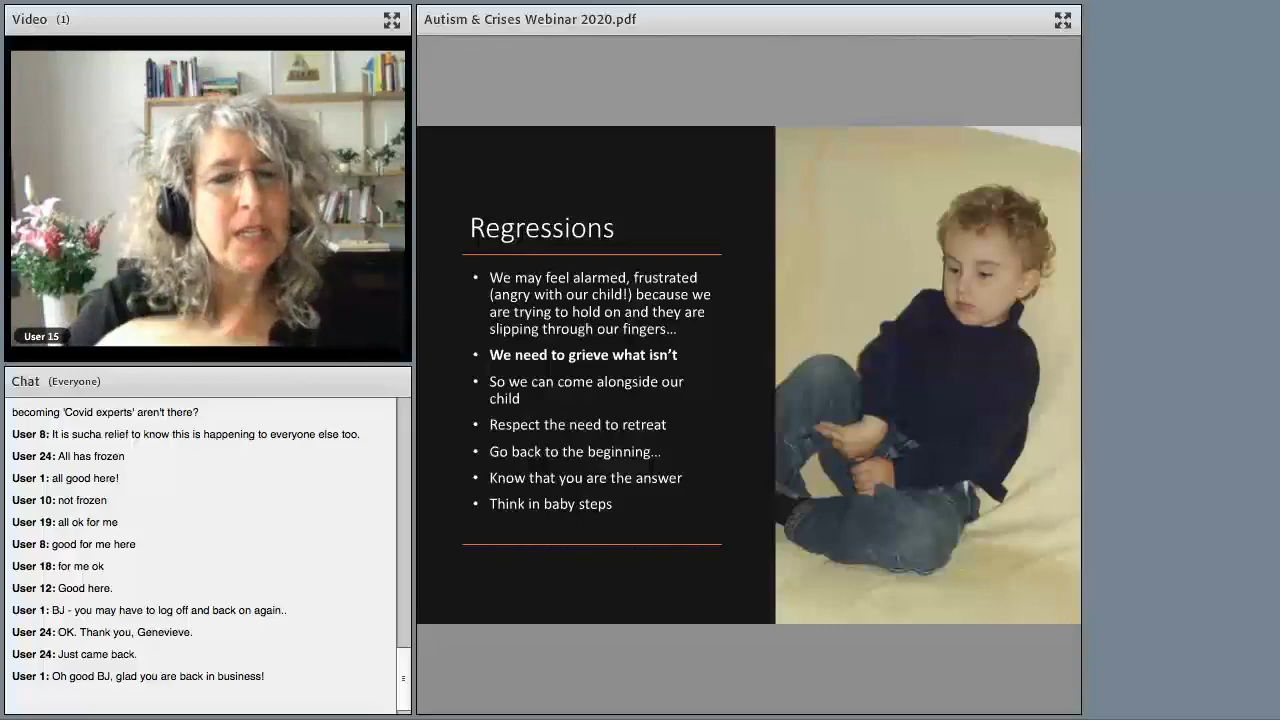 Video (1)
User 15
Chat (Everyone)
becoming 'Covid experts' aren't there?
User 8: It is sucha relief to know this is happening to everyone else too.
User 24: All has frozen
User 1: all good here!
User 10: not frozen
User 19: all ok for me
User 8: good for me here
User 18: for me ok
User 12: Good here.
User 1: BJ - you may have to log off and back on again..
User 24: OK. Thank you, Genevieve.
User 24: Just came back.
User 1: Oh good BJ, glad you are back in business!
Autism & Crises Webinar 2020.pdf
Regressions
• We may feel alarmed, frustrated
(angry with our child!) because we
are trying to hold on and they are
slipping through our fingers…
• We need to grieve what isn’t
• So we can come alongside our
child
• Respect the need to retreat
• Go back to the beginning…
• Know that you are the answer
• Think in baby steps